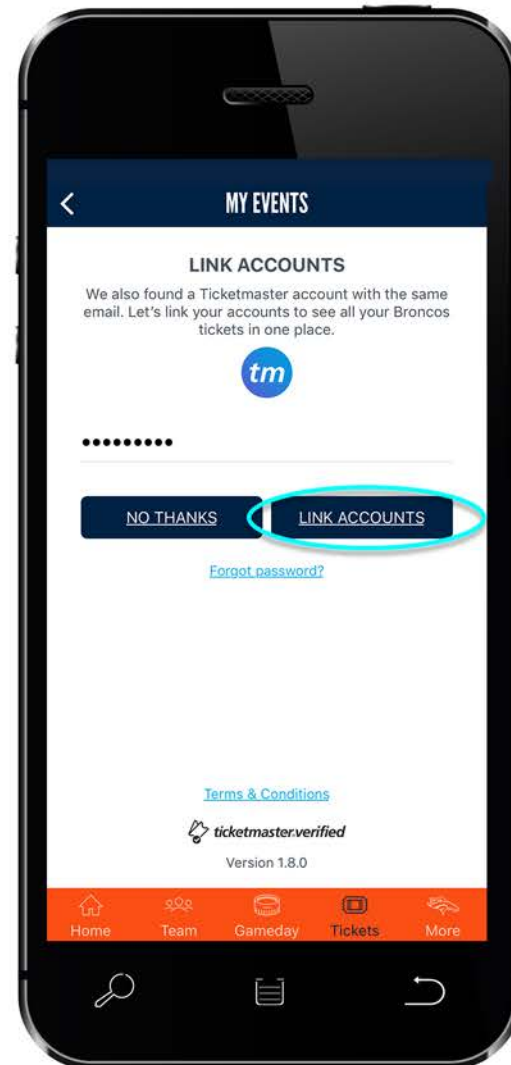 MY EVENTS
LINK ACCOUNTS
We also found a Ticketmaster account with the same
email. Let's link your accounts to see all your Broncos
tickets in one place.
tm
•••••••••
NO THANKS LINK ACCOUNTS
Forgot password?
Terms & Conditions
ticketmaster verified
Version 1.8.0
Home Team Gameday Tickets More